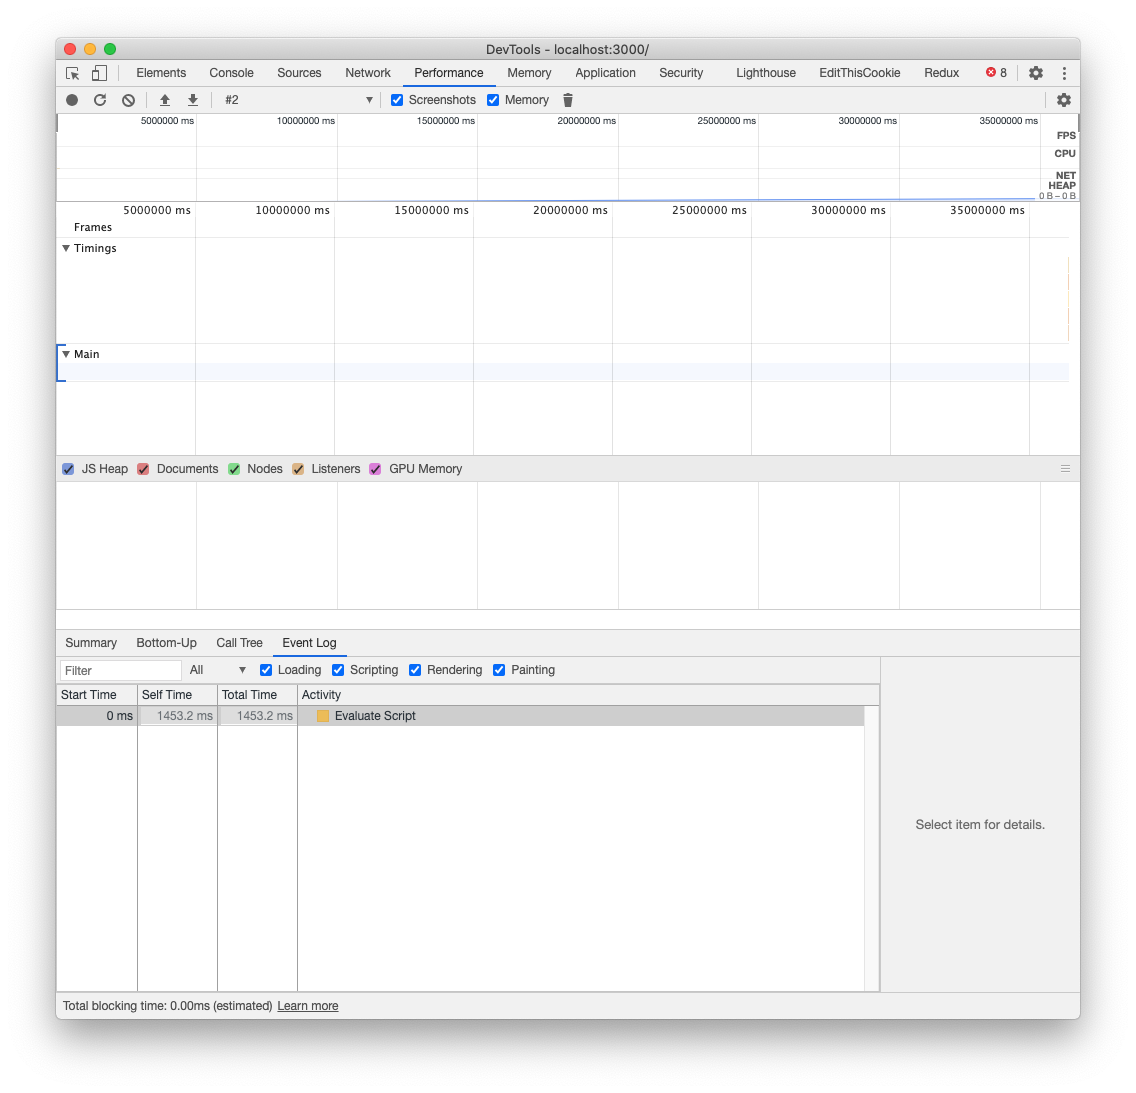 DevTools - localhost:3000/
Elements Console Sources Network Performance Memory Application Security Lighthouse EditThisCookie Redux 8
#2 Screenshots Memory
5000000 ms 10000000 ms 15000000 ms 20000000 ms 25000000 ms 30000000 ms 35000000 ms
FPS
CPU
NET
HEAP
0 B – 0 B
5000000 ms 10000000 ms 15000000 ms 20000000 ms 25000000 ms 30000000 ms 35000000 ms
Frames
Timings
Main
JS Heap Documents Nodes Listeners GPU Memory
Summary Bottom-Up Call Tree Event Log
Filter All Loading Scripting Rendering Painting
Start Time Self Time Total Time Activity
0 ms 1453.2 ms 1453.2 ms Evaluate Script
Select item for details.
Total blocking time: 0.00ms (estimated) Learn more